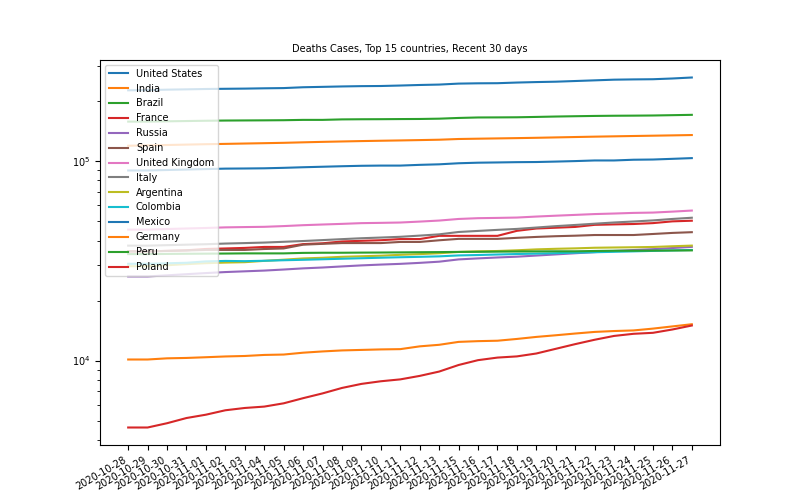 Deaths Cases, Top 15 countries, Recent 30 days
United States
India
Brazil
France
Russia
Spain
United Kingdom
Italy
Argentina
Colombia
Mexico
Germany
Peru
Poland
10^5
10^4
2020-10-28
2020-10-29
2020-10-30
2020-10-31
2020-11-01
2020-11-02
2020-11-03
2020-11-04
2020-11-05
2020-11-06
2020-11-07
2020-11-08
2020-11-09
2020-11-10
2020-11-11
2020-11-12
2020-11-13
2020-11-15
2020-11-16
2020-11-17
2020-11-18
2020-11-19
2020-11-20
2020-11-21
2020-11-22
2020-11-23
2020-11-24
2020-11-25
2020-11-26
2020-11-27